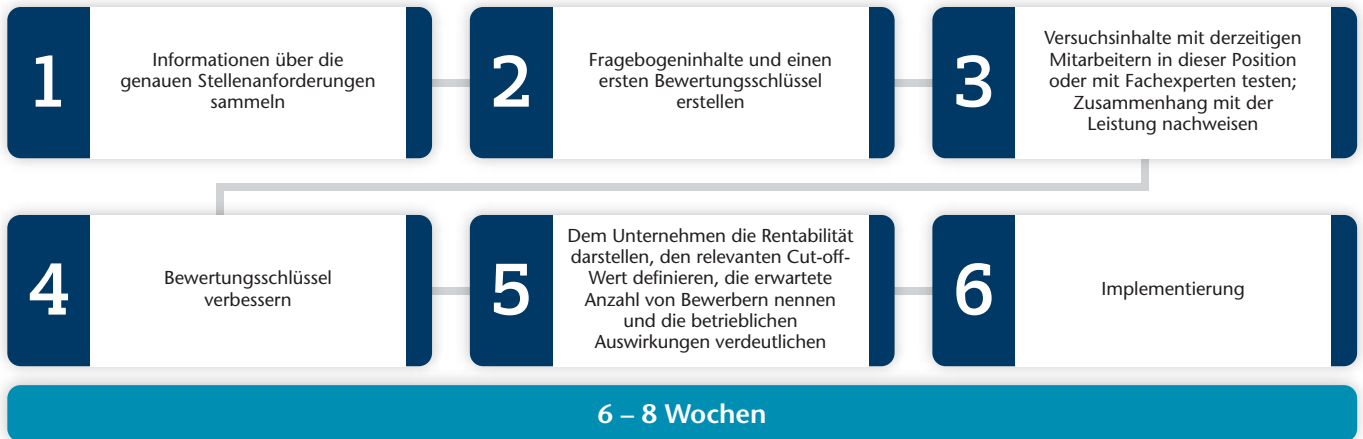 1
Informationen über die
genauen Stellenanforderungen
sammeln
2
Fragebogeninhalte und einen
ersten Bewertungsschlüssel
erstellen
3
Versuchsinhalte mit derzeitigen
Mitarbeitern in dieser Position
oder mit Fachexperten testen;
Zusammenhang mit der
Leistung nachweisen
4
Bewertungsschlüssel
verbessern
5
Dem Unternehmen die Rentabilität
darstellen, den relevanten Cut-off-
Wert definieren, die erwartete
Anzahl von Bewerbern nennen
und die betrieblichen
Auswirkungen verdeutlichen
6
Implementierung
6 – 8 Wochen